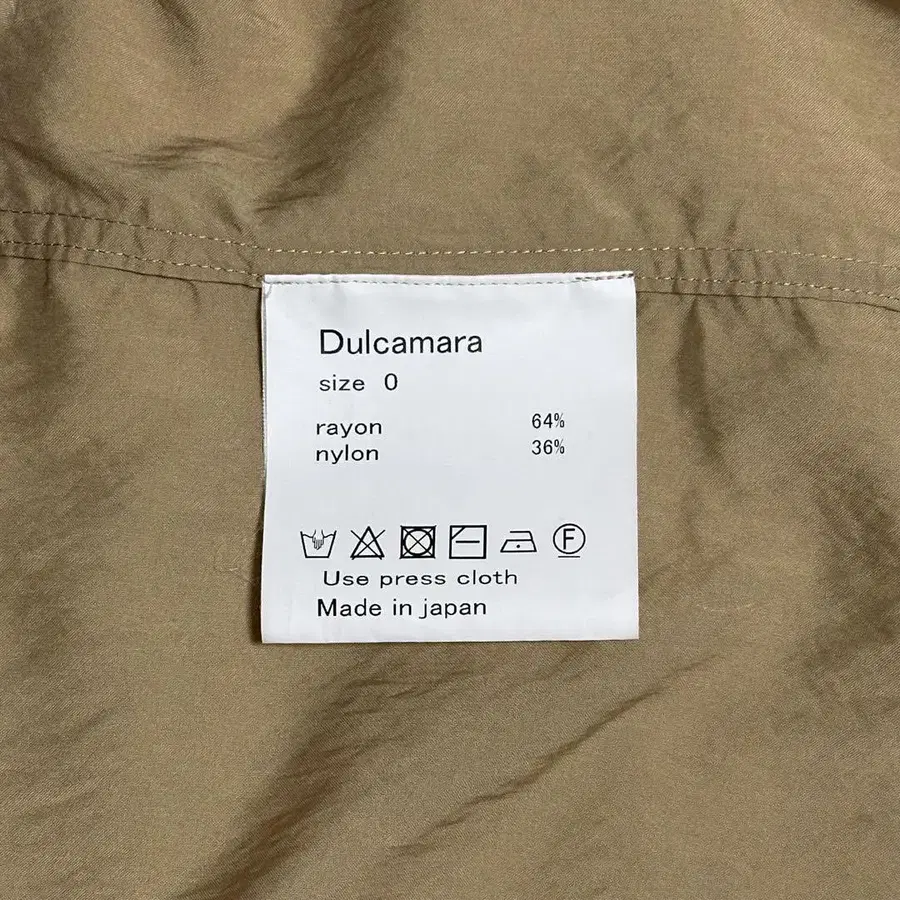 Dulcamara
size 0
rayon 64%
nylon 36%
F
Use press cloth
Made in japan